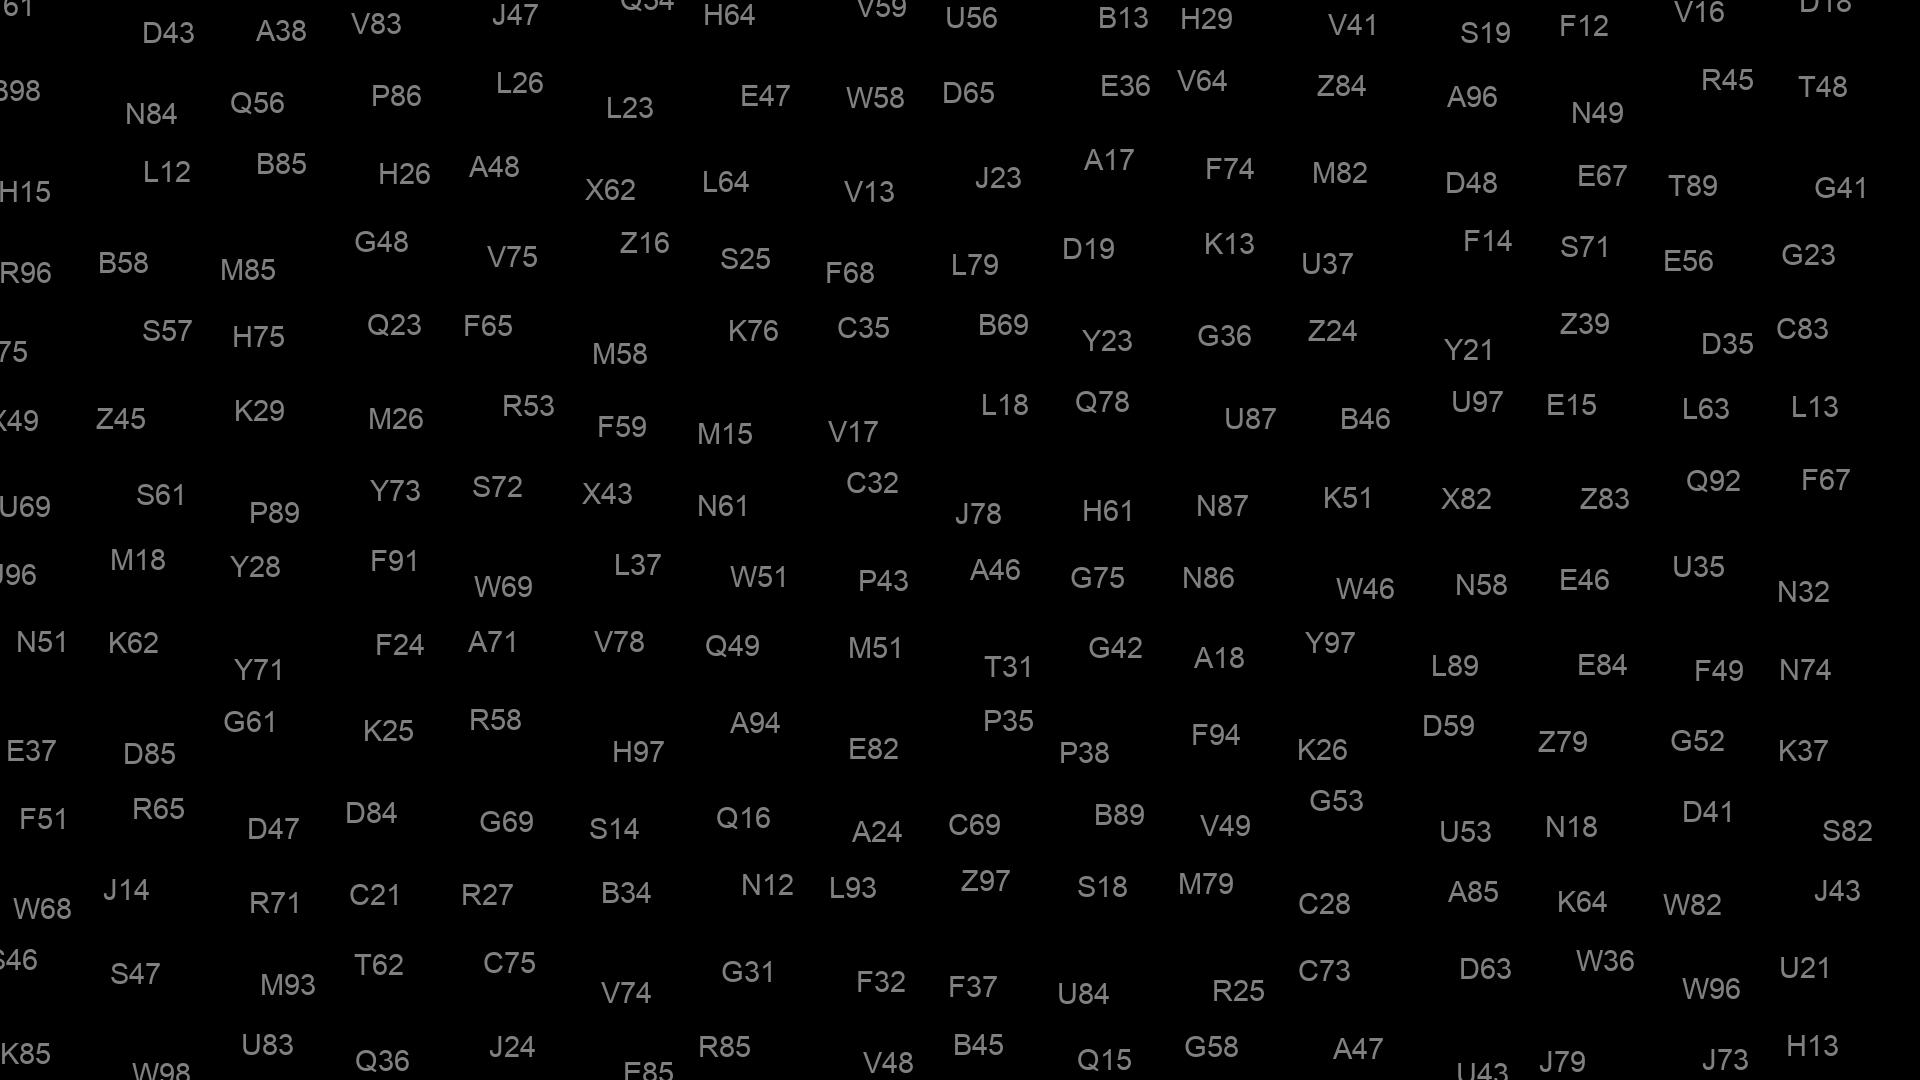 D43 A38 V83 J47 Q54 H64 V59 U56 B13 H29 V41 S19 F12 V16 D18
N84 Q56 P86 L26 L23 E47 W58 D65 E36 V64 Z84 A96 N49 R45 T48
H15 L12 B85 H26 A48 X62 L64 V13 J23 A17 F74 M82 D48 E67 T89 G41
R96 B58 M85 G48 V75 Z16 S25 F68 L79 D19 K13 U37 F14 S71 E56 G23
75 S57 H75 Q23 F65 M58 K76 C35 B69 Y23 G36 Z24 Y21 Z39 D35 C83
X49 Z45 K29 M26 R53 F59 M15 V17 L18 Q78 U87 B46 U97 E15 L63 L13
U69 S61 P89 Y73 S72 X43 N61 C32 J78 H61 N87 K51 X82 Z83 Q92 F67
M18 Y28 F91 W69 L37 W51 P43 A46 G75 N86 W46 N58 E46 U35 N32
N51 K62 Y71 F24 A71 V78 Q49 M51 T31 G42 A18 Y97 L89 E84 F49 N74
E37 D85 G61 K25 R58 H97 A94 E82 P35 P38 F94 K26 D59 Z79 G52 K37
F51 R65 D47 D84 G69 S14 Q16 A24 C69 B89 V49 G53 U53 N18 D41 S82
W68 J14 R71 C21 R27 B34 N12 L93 Z97 S18 M79 C28 A85 K64 W82 J43
S46 S47 M93 T62 C75 V74 G31 F32 F37 U84 R25 C73 D63 W36 W96 U21
K85 W98 U83 Q36 J24 E85 R85 V48 B45 Q15 G58 A47 U43 J79 J73 H13